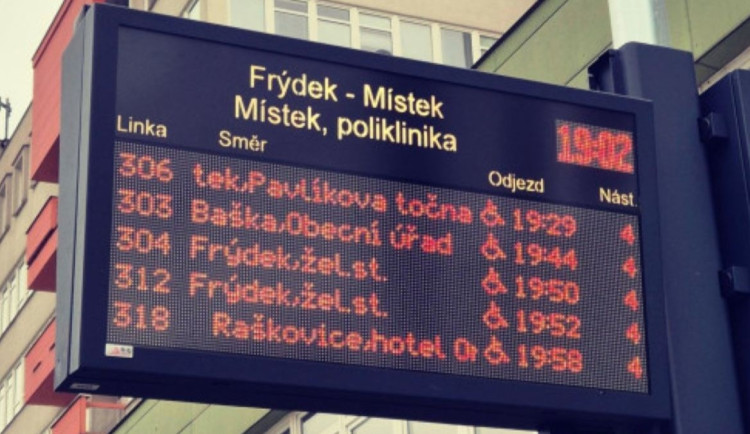 Frýdek - Místek
Místek, poliklinika
19:02
Linka Směr Odjezd Nást.
306 tek,Pavlíkova točna 19:29 4
303 Baška,Obecní úřad 19:44 4
304 Frýdek,žel.st. 19:50 4
312 Frýdek,žel.st. 19:52 4
318 Raškovice,hotel 19:58 4